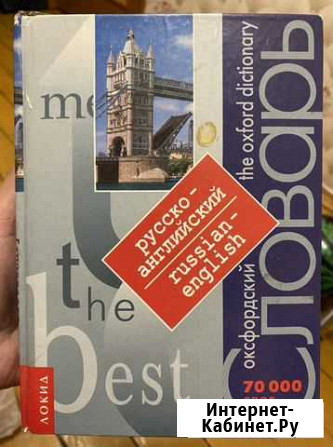 me
the
best
русско-
английский
russian-
english
оксфордский
the oxford dictionary
Словарь
70 000
ЛОКИД
Интернет-
Кабинет.Ру